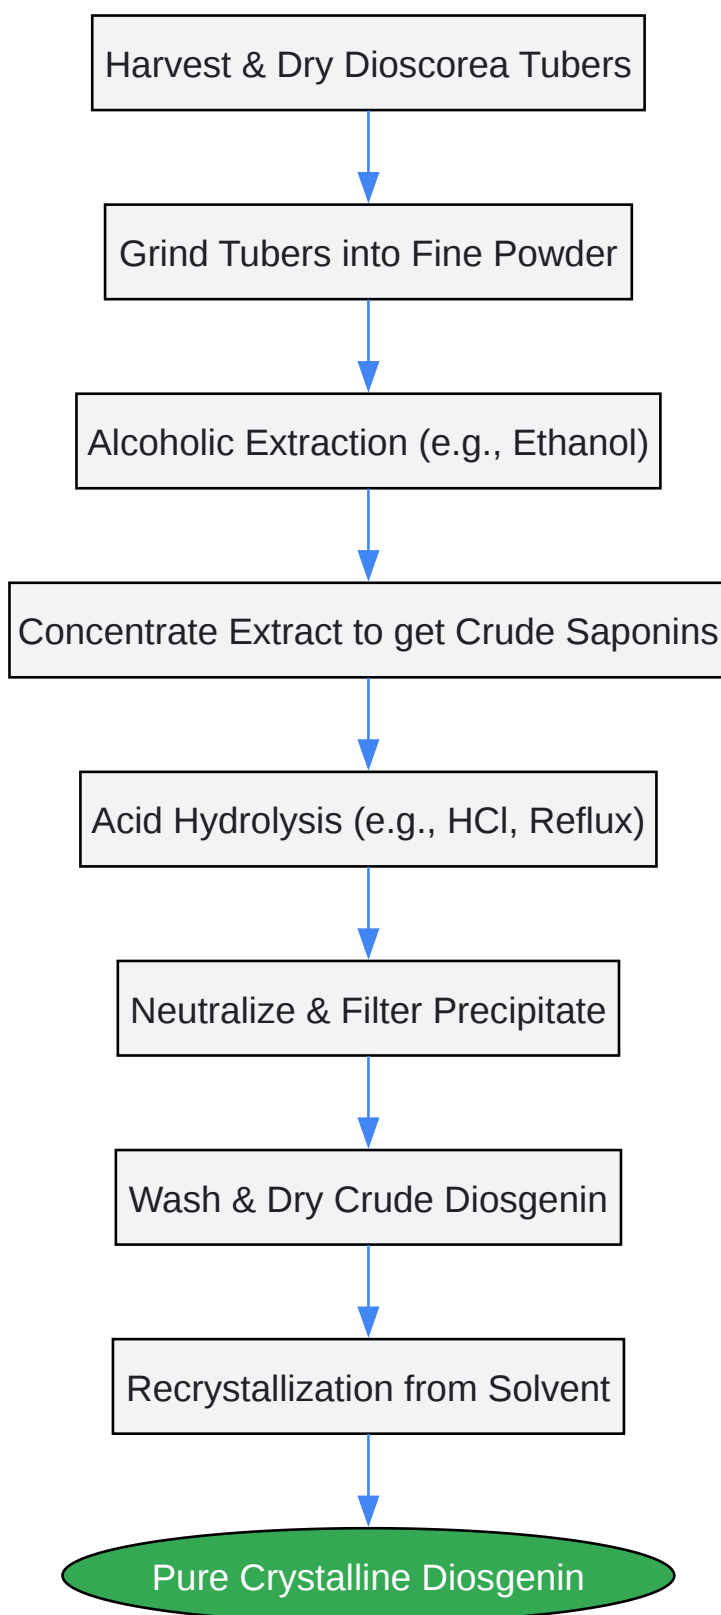 Harvest & Dry Dioscorea Tubers
Grind Tubers into Fine Powder
Alcoholic Extraction (e.g., Ethanol)
Concentrate Extract to get Crude Saponins
Acid Hydrolysis (e.g., HCl, Reflux)
Neutralize & Filter Precipitate
Wash & Dry Crude Diosgenin
Recrystallization from Solvent
Pure Crystalline Diosgenin